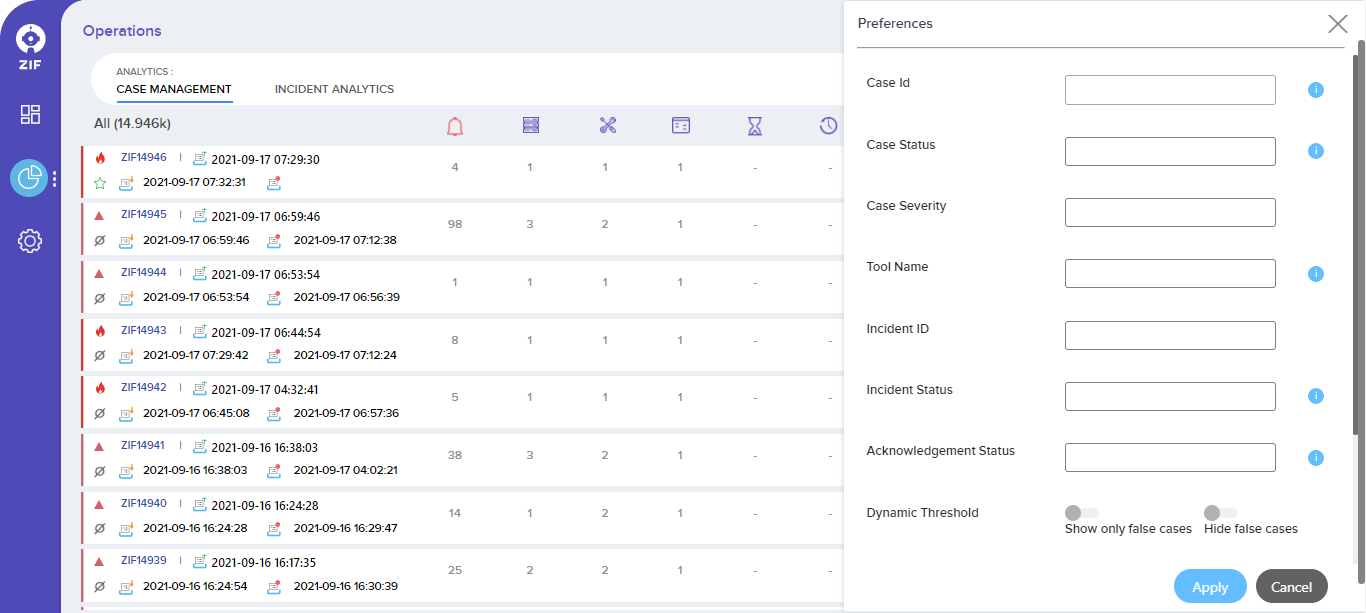 ZIF
Operations
ANALYTICS :
CASE MANAGEMENT
INCIDENT ANALYTICS
All (14.946k)
ZIF14946 | 2021-09-17 07:29:30
2021-09-17 07:32:31
4 1 1 1 - -
ZIF14945 | 2021-09-17 06:59:46
2021-09-17 06:59:46 2021-09-17 07:12:38
98 3 2 1 - -
ZIF14944 | 2021-09-17 06:53:54
2021-09-17 06:53:54 2021-09-17 06:56:39
1 1 1 1 - -
ZIF14943 | 2021-09-17 06:44:54
2021-09-17 07:29:42 2021-09-17 07:12:24
8 1 1 1 - -
ZIF14942 | 2021-09-17 04:32:41
2021-09-17 06:45:08 2021-09-17 06:57:36
5 1 1 1 - -
ZIF14941 | 2021-09-16 16:38:03
2021-09-16 16:38:03 2021-09-17 04:02:21
38 3 2 1 - -
ZIF14940 | 2021-09-16 16:24:28
2021-09-16 16:24:28 2021-09-16 16:29:47
14 1 2 1 - -
ZIF14939 | 2021-09-16 16:17:35
2021-09-16 16:24:54 2021-09-16 16:30:39
25 2 2 1 - -
Preferences
Case Id
i
Case Status
i
Case Severity
Tool Name
i
Incident ID
Incident Status
i
Acknowledgement Status
i
Dynamic Threshold
Show only false cases
Hide false cases
Apply
Cancel